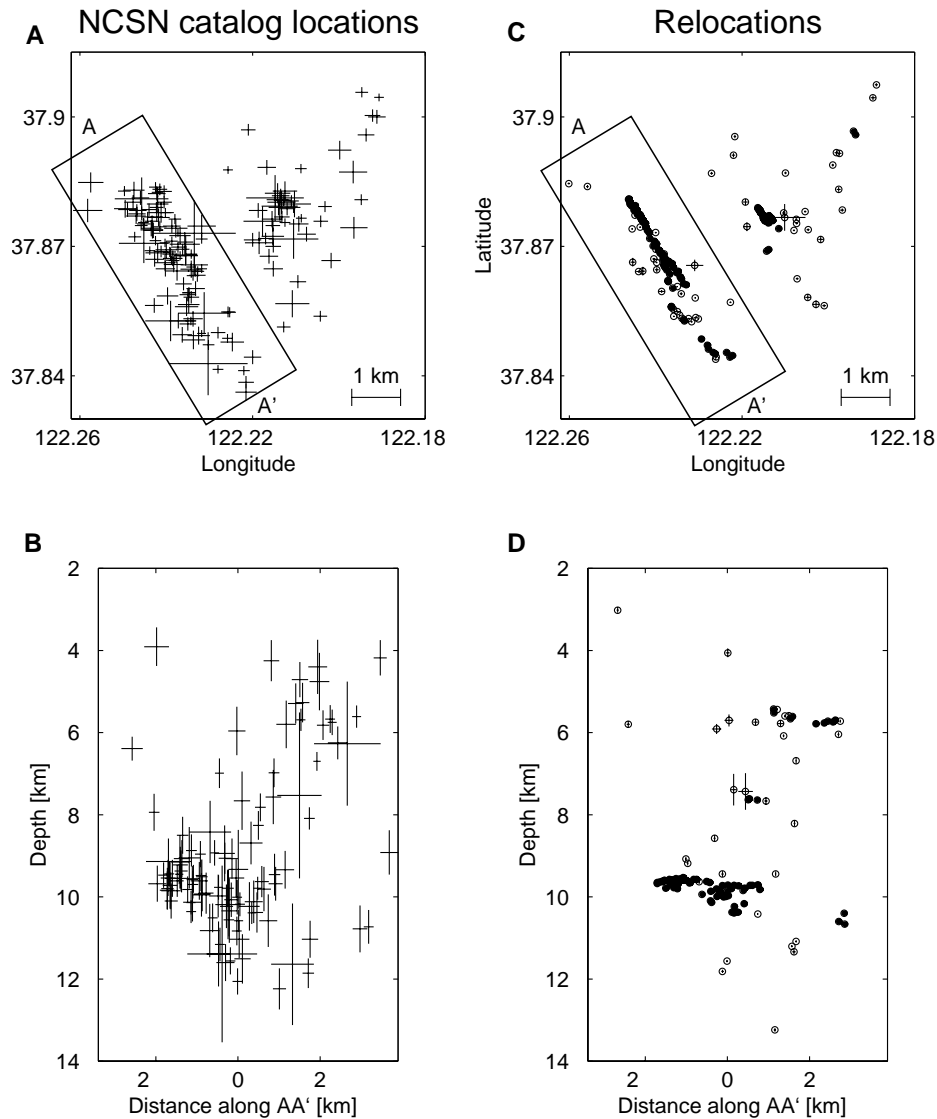 NCSN catalog locations
Relocations
A
C
A
A
37.9
37.9
37.87
Latitude
37.87
37.84
37.84
1 km
1 km
A'
A'
122.26
122.22
122.18
122.26
122.22
122.18
Longitude
Longitude
B
D
2
2
4
4
6
6
8
8
10
10
12
12
14
14
Depth [km]
Depth [km]
2
0
2
2
0
2
Distance along AA‘ [km]
Distance along AA‘ [km]